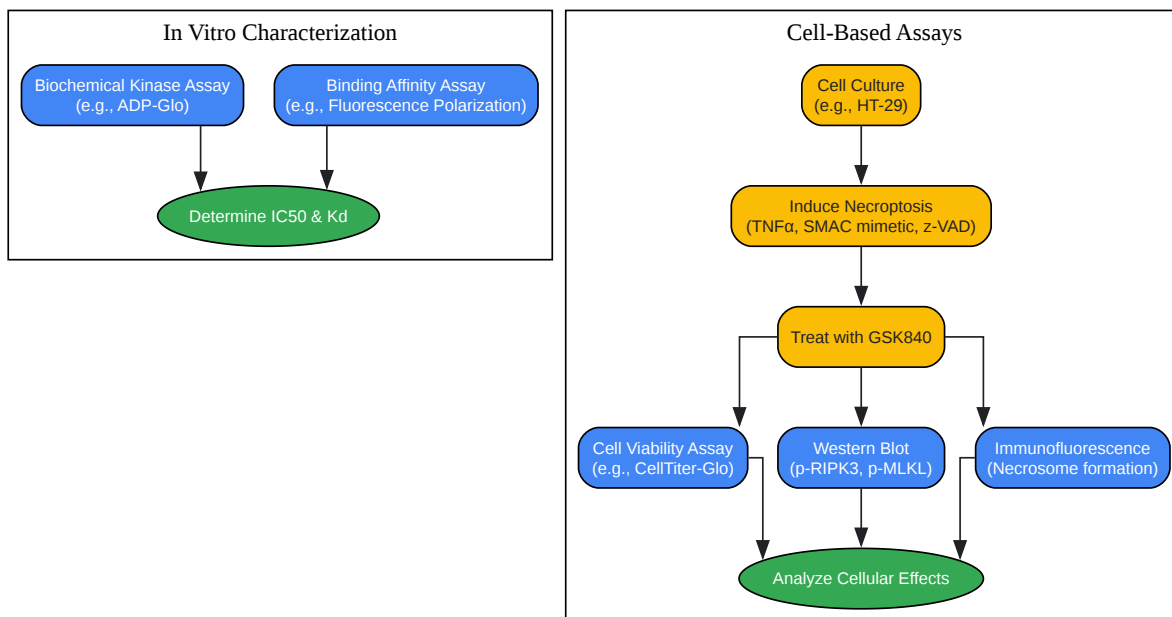 In Vitro Characterization
Biochemical Kinase Assay
(e.g., ADP-Glo)
Binding Affinity Assay
(e.g., Fluorescence Polarization)
Determine IC50 & Kd
Cell-Based Assays
Cell Culture
(e.g., HT-29)
Induce Necroptosis
(TNFα, SMAC mimetic, z-VAD)
Treat with GSK840
Cell Viability Assay
(e.g., CellTiter-Glo)
Western Blot
(p-RIPK3, p-MLKL)
Immunofluorescence
(Necrosome formation)
Analyze Cellular Effects